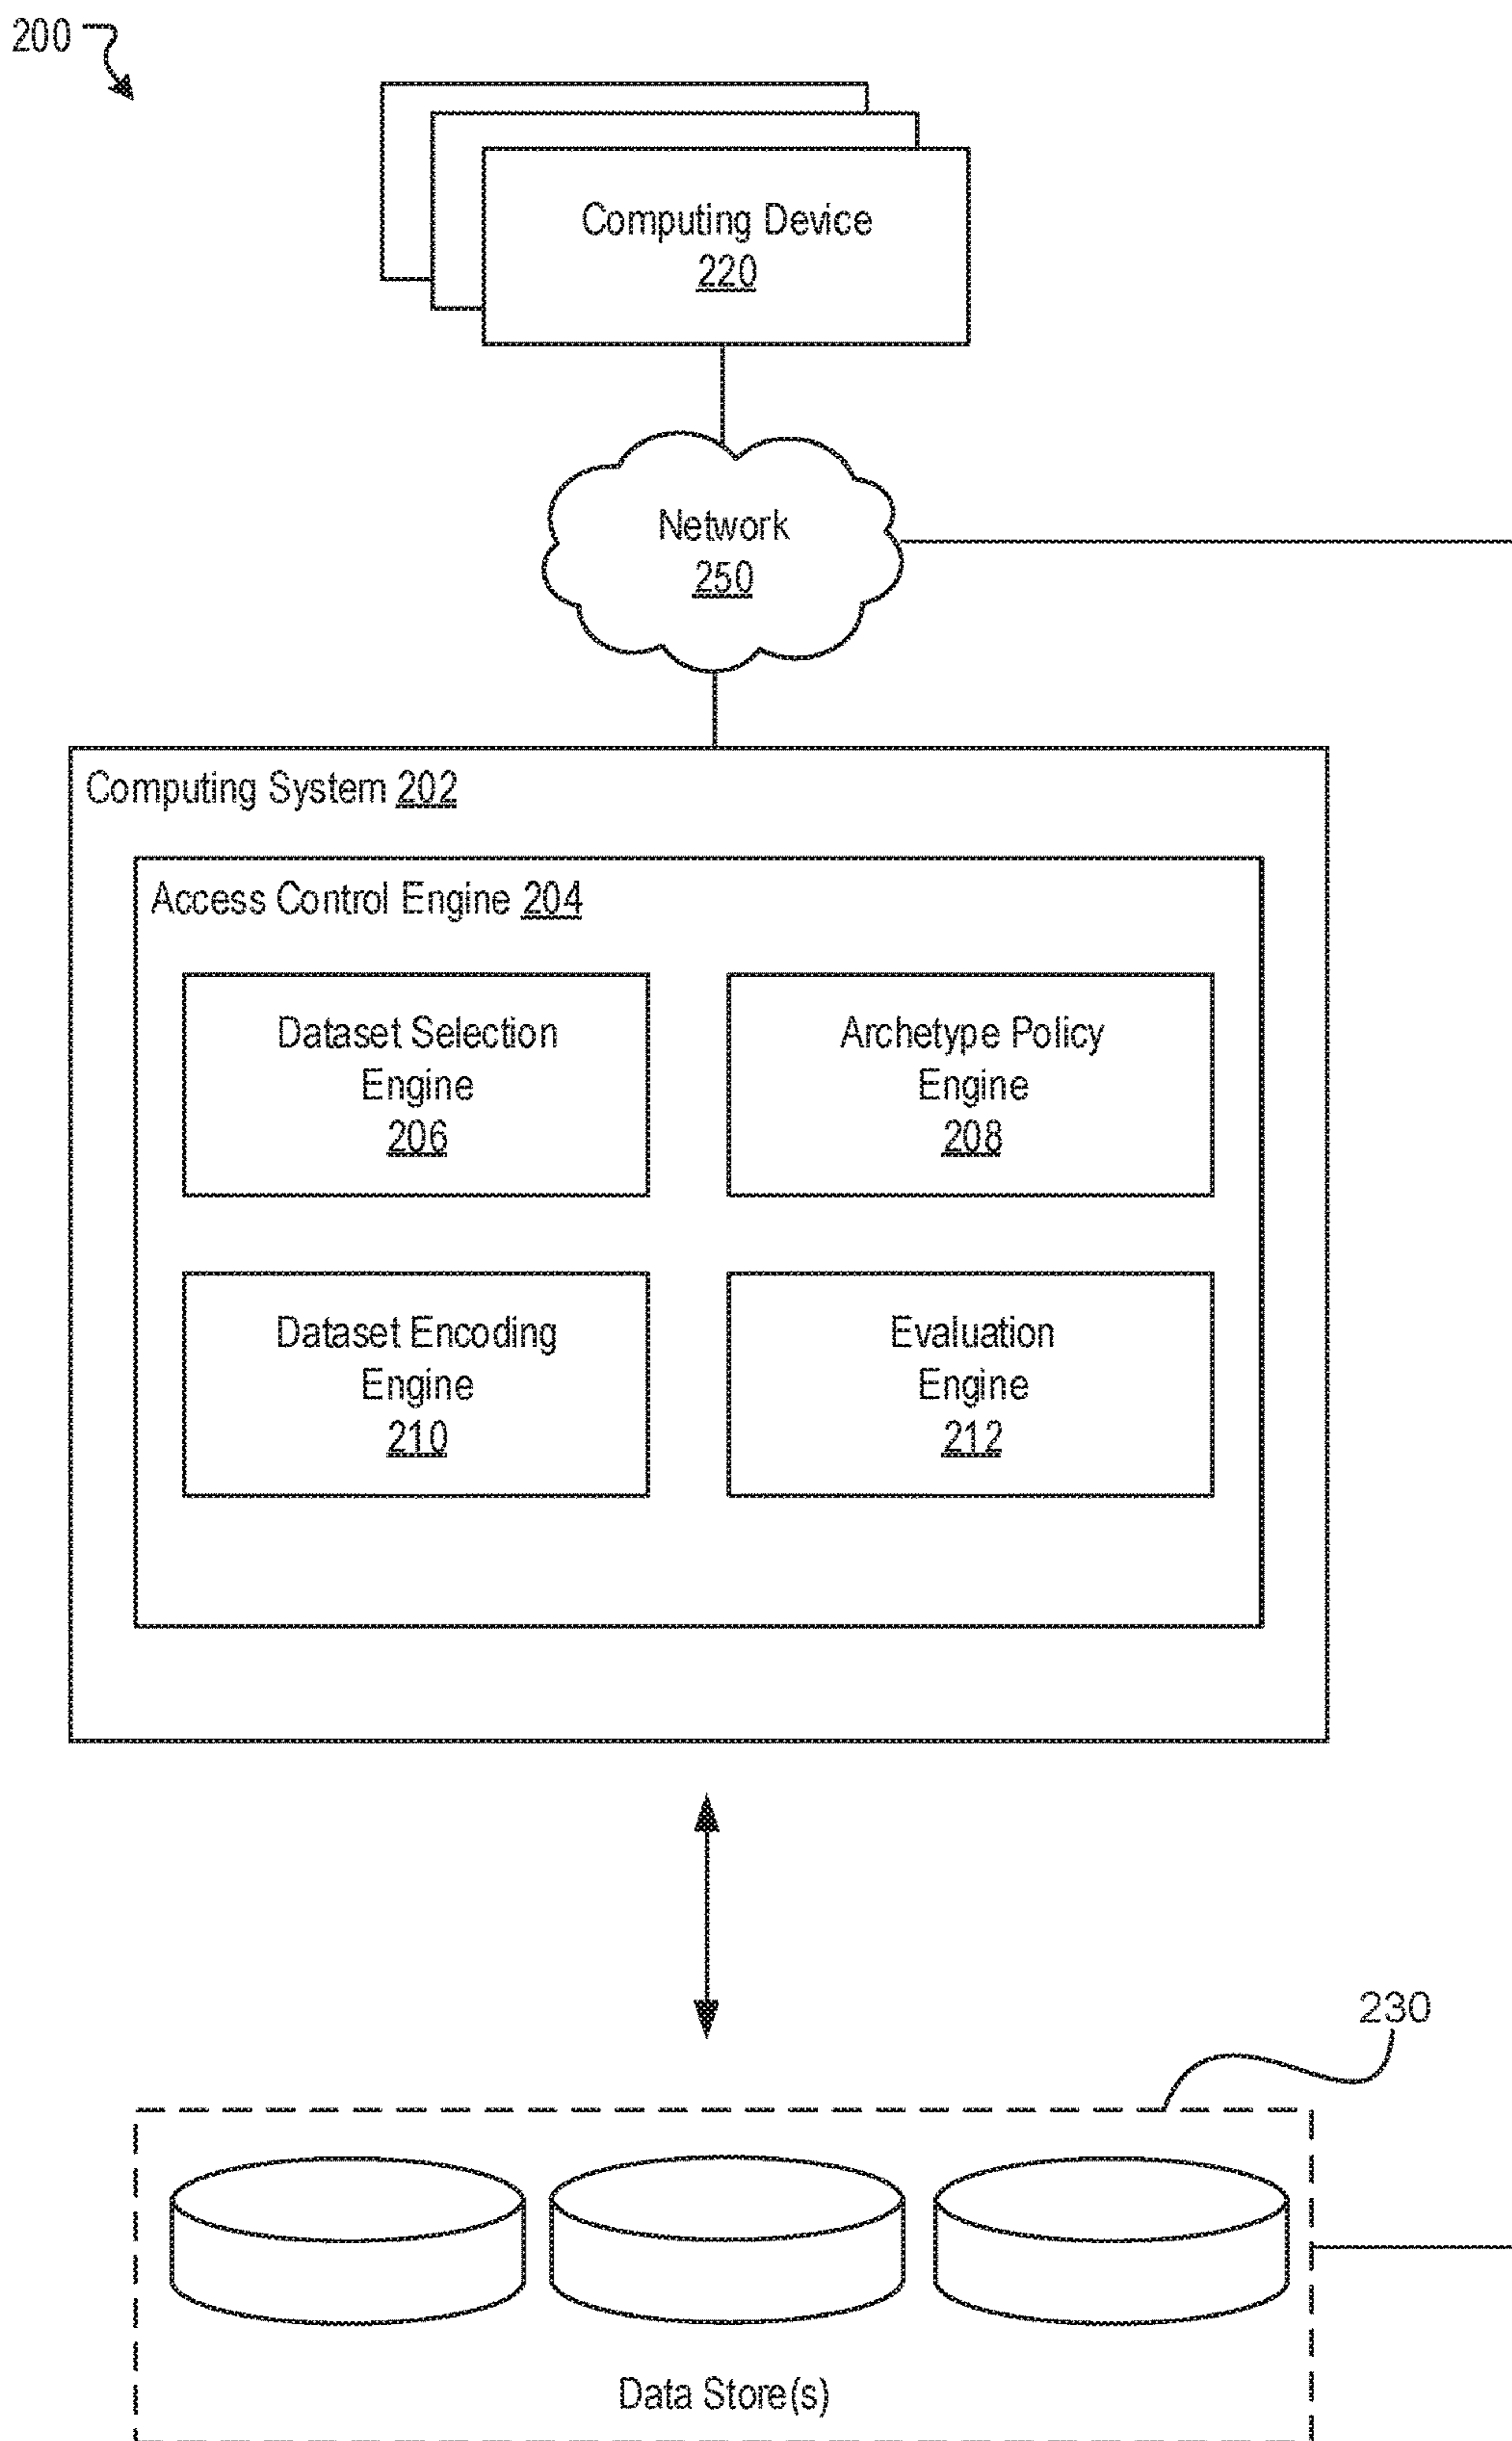 200
Computing Device
220
Network
250
Computing System 202
Access Control Engine 204
Dataset Selection
Engine
206
Archetype Policy
Engine
208
Dataset Encoding
Engine
210
Evaluation
Engine
212
230
Data Store(s)